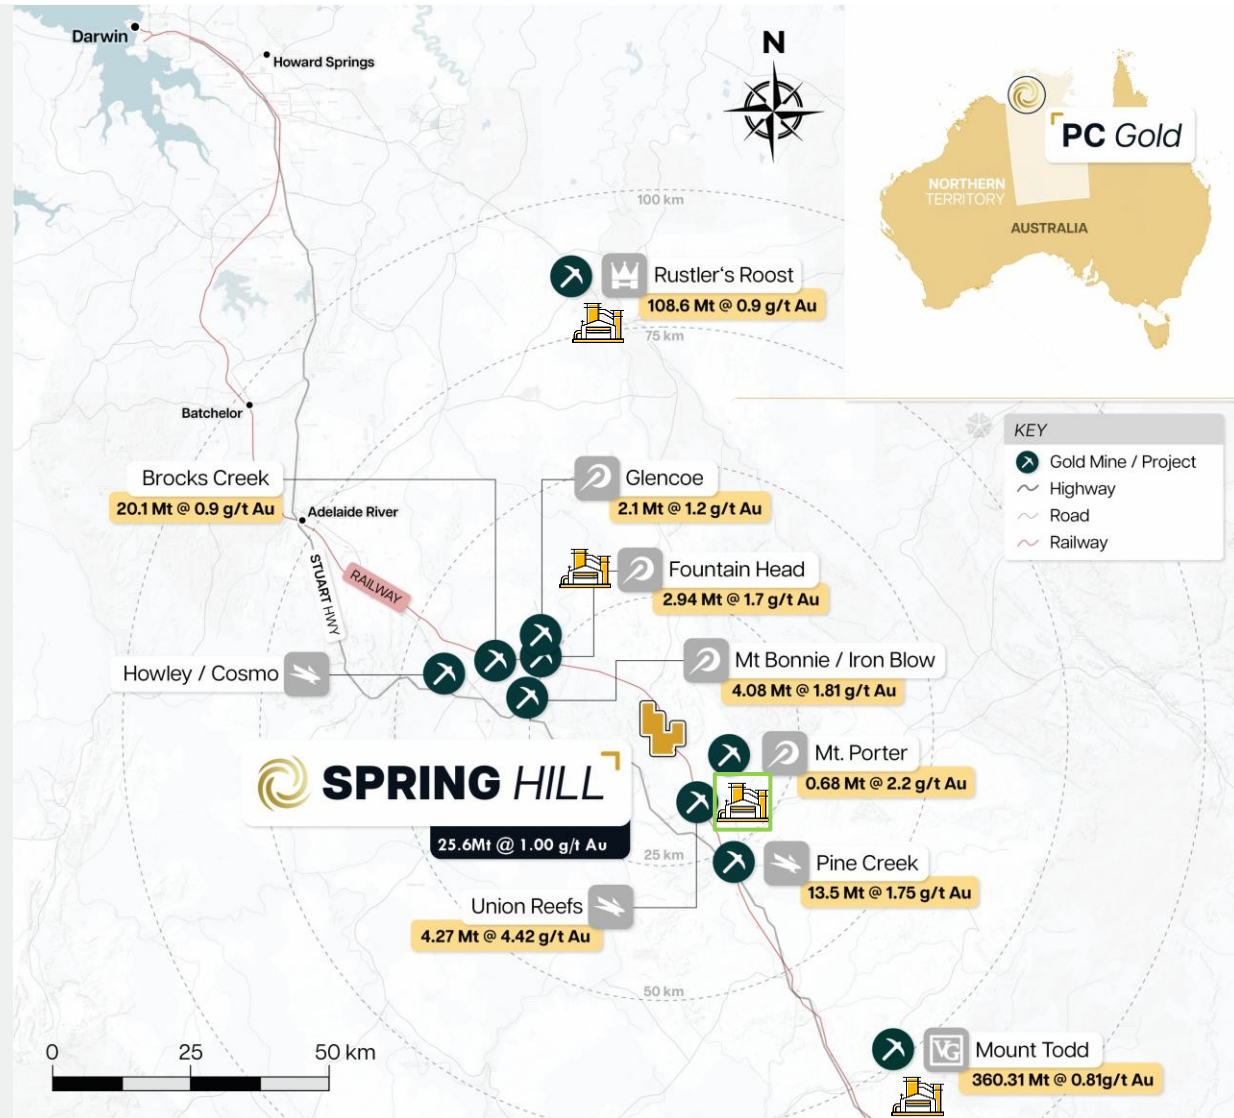 Darwin
Howard Springs
N
PC Gold
NORTHERN
TERRITORY
AUSTRALIA
100 km
Rustler's Roost
108.6 Mt @ 0.9 g/t Au
75 km
Batchelor
KEY
Gold Mine / Project
Highway
Road
Railway
Brocks Creek
20.1 Mt @ 0.9 g/t Au
Glencoe
2.1 Mt @ 1.2 g/t Au
Adelaide River
STUART HWY
RAILWAY
Fountain Head
2.94 Mt @ 1.7 g/t Au
Howley / Cosmo
Mt Bonnie / Iron Blow
4.08 Mt @ 1.81 g/t Au
SPRING HILL
25.6Mt @ 1.00 g/t Au
Mt. Porter
0.68 Mt @ 2.2 g/t Au
25 km
Pine Creek
13.5 Mt @ 1.75 g/t Au
Union Reefs
4.27 Mt @ 4.42 g/t Au
50 km
0 25 50 km
VG
Mount Todd
360.31 Mt @ 0.81g/t Au